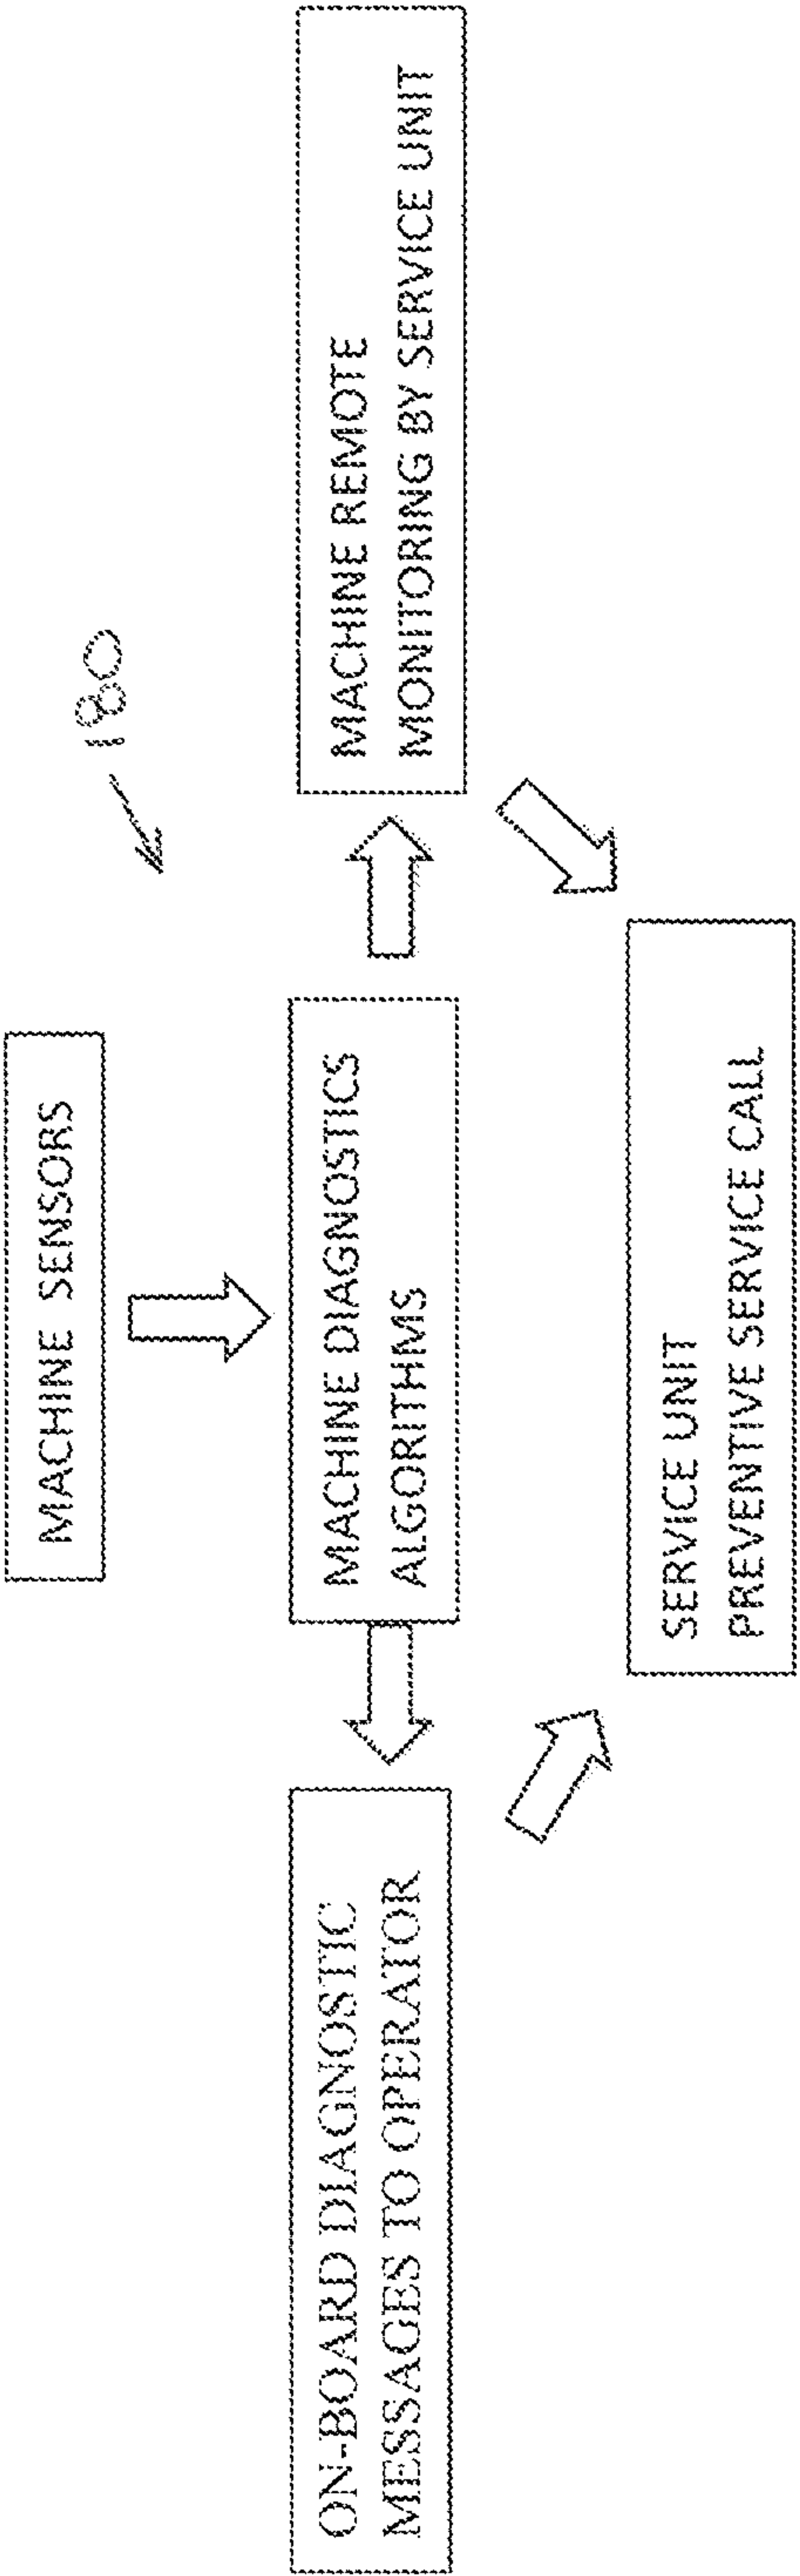 MACHINE SENSORS
180
ON-BOARD DIAGNOSTIC
MESSAGES TO OPERATOR
MACHINE DIAGNOSTICS
ALGORITHMS
MACHINE REMOTE
MONITORING BY SERVICE UNIT
SERVICE UNIT
PREVENTIVE SERVICE CALL